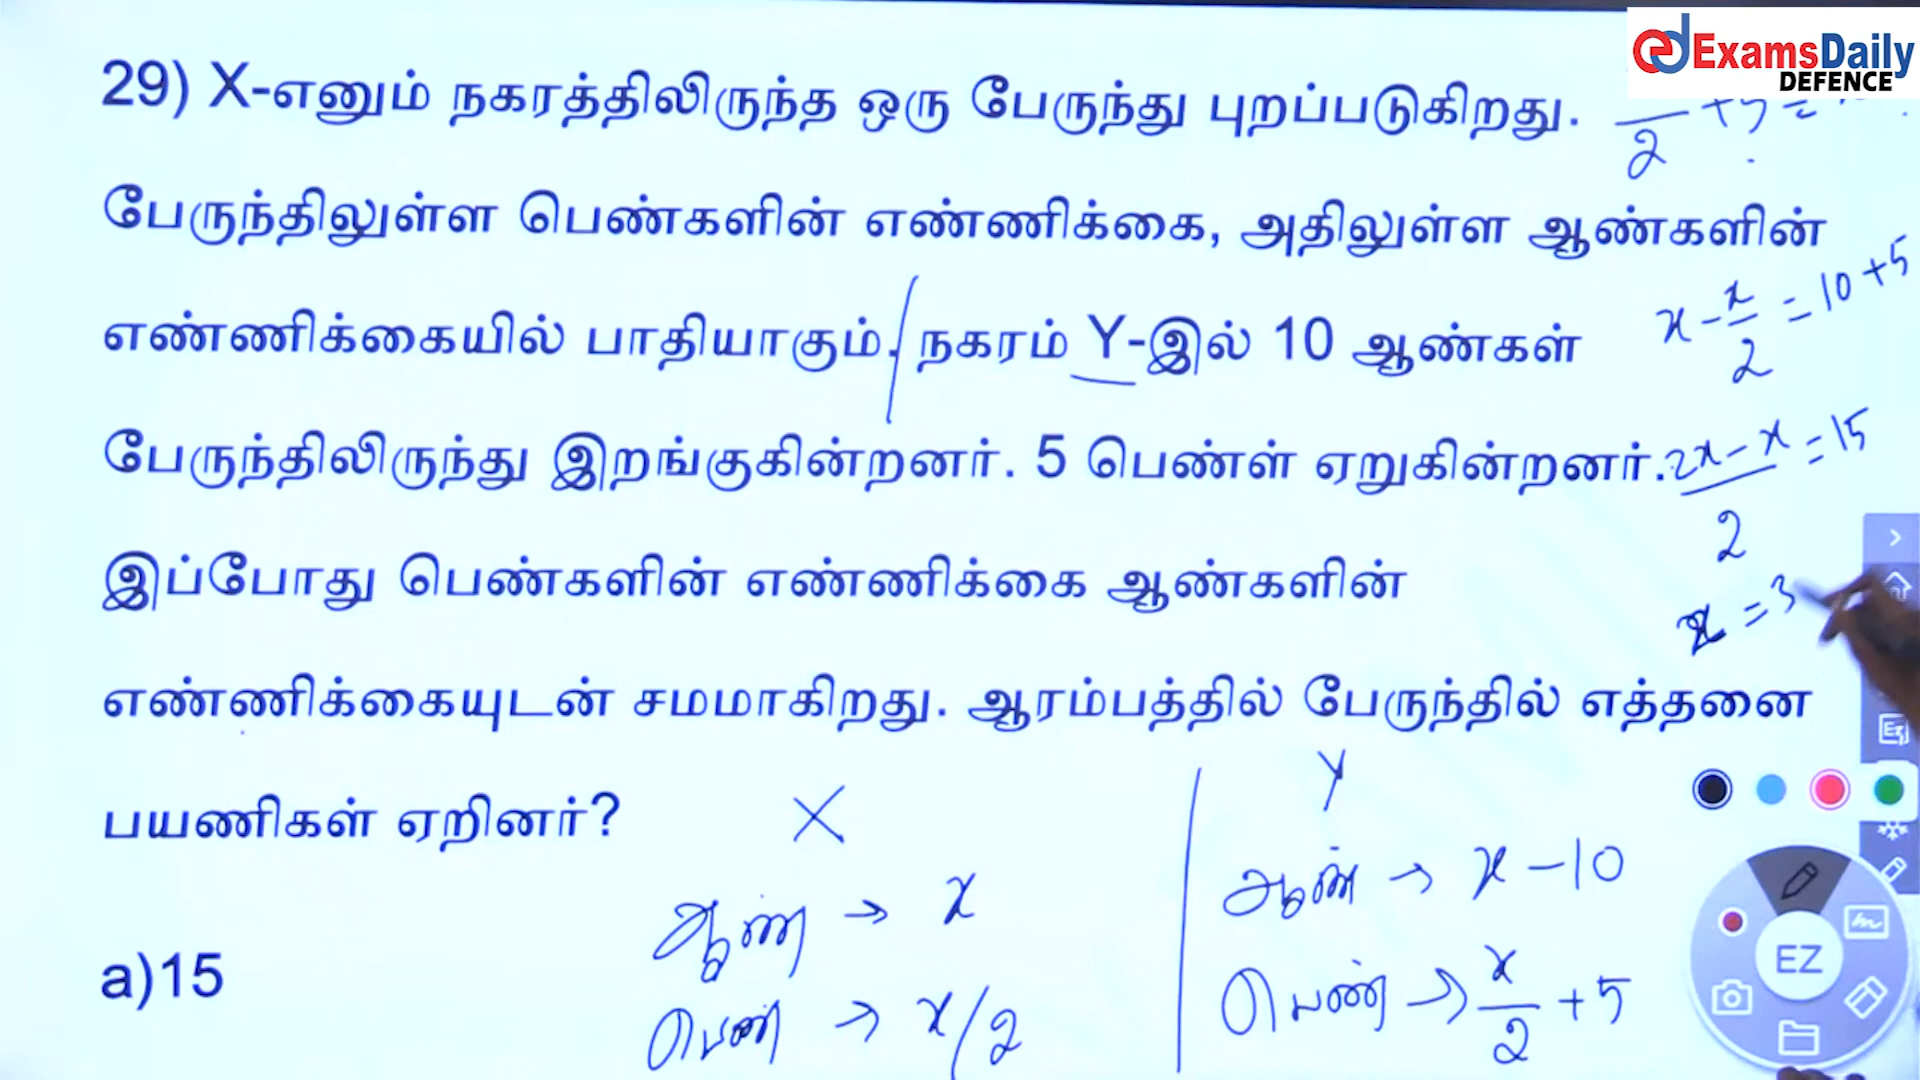 ExamsDaily
DEFENCE
29) X-எனும் நகரத்திலிருந்த ஒரு பேருந்து புறப்படுகிறது.
பேருந்திலுள்ள பெண்களின் எண்ணிக்கை, அதிலுள்ள ஆண்களின்
எண்ணிக்கையில் பாதியாகும். நகரம் Y-இல் 10 ஆண்கள்
பேருந்திலிருந்து இறங்குகின்றனர். 5 பெண்ள் ஏறுகின்றனர்.
இப்போது பெண்களின் எண்ணிக்கை ஆண்களின்
எண்ணிக்கையுடன் சமமாகிறது. ஆரம்பத்தில் பேருந்தில் எத்தனை
பயணிகள் ஏறினர்?
a)15
x - x/2 = 10 + 5
2x - x / 2 = 15
x = 3
X
ஆண் → x
பெண் → x/2
Y
ஆண் → x - 10
பெண் → x/2 + 5
EZ